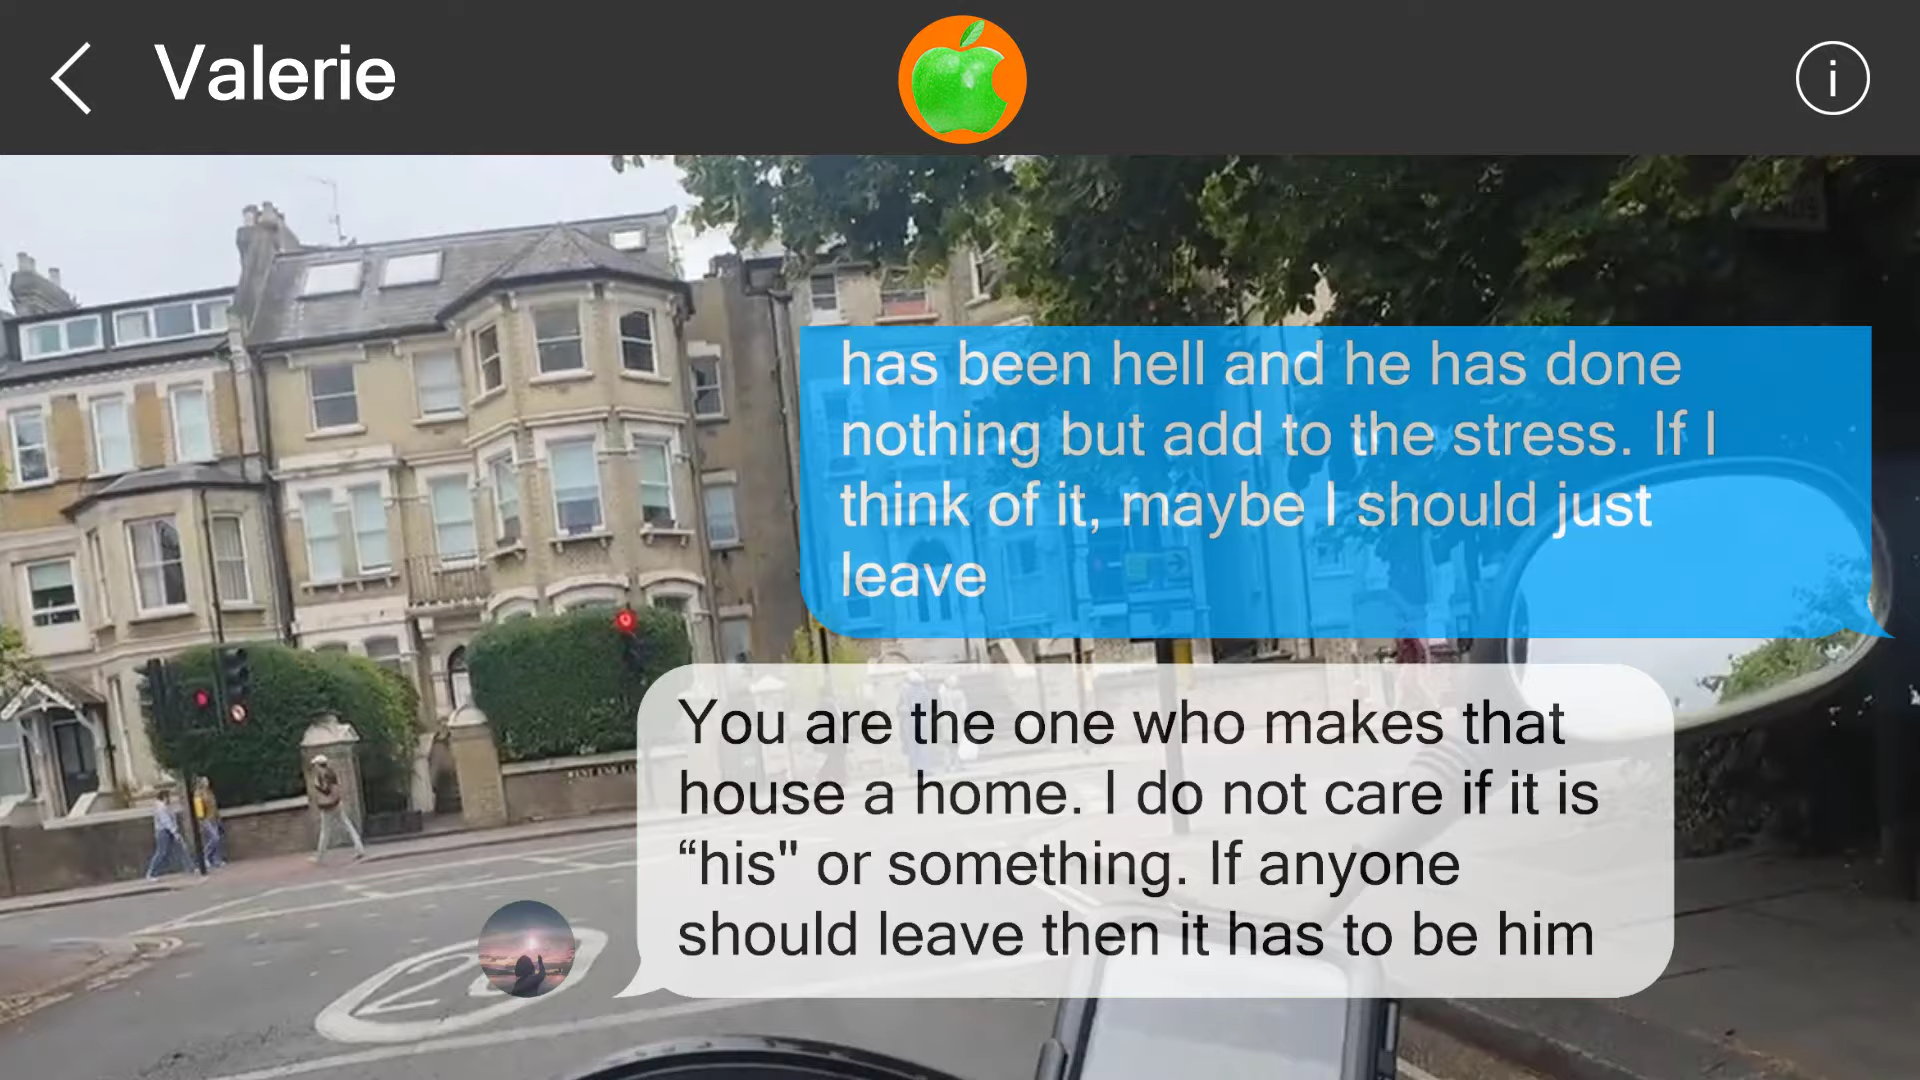 Valerie
has been hell and he has done
nothing but add to the stress. If I
think of it, maybe I should just
leave
You are the one who makes that
house a home. I do not care if it is
“his" or something. If anyone
should leave then it has to be him